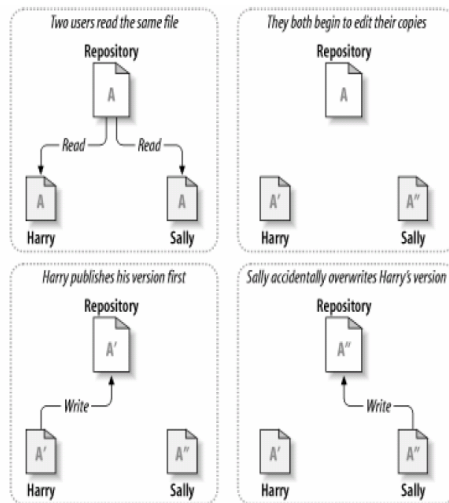 Two users read the same file
Repository
A
Read Read
A A
Harry Sally
They both begin to edit their copies
Repository
A
A' A"
Harry Sally
Harry publishes his version first
Repository
A'
Write
A' A"
Harry Sally
Sally accidentally overwrites Harry's version
Repository
A"
Write
A' A"
Harry Sally